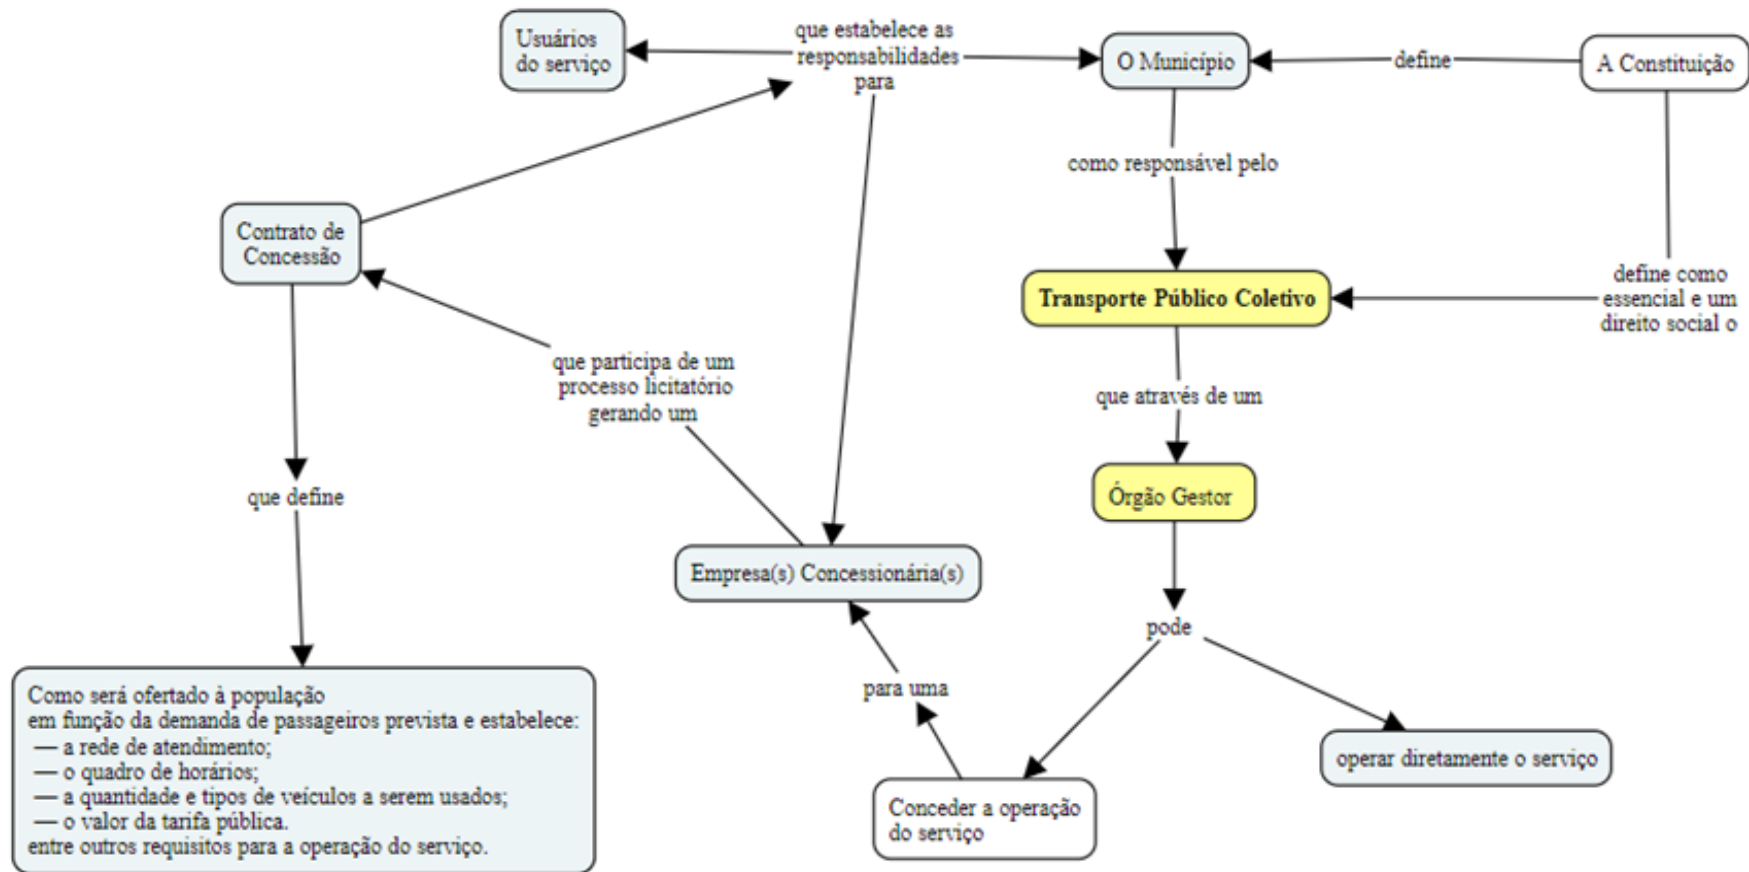 Usuários
do serviço
que estabelece as
responsabilidades
para
O Município
define
A Constituição
como responsável pelo
Contrato de
Concessão
Transporte Público Coletivo
define como
essencial e um
direito social o
que participa de um
processo licitatório
gerando um
que através de um
que define
Órgão Gestor
Empresa(s) Concessionária(s)
pode
para uma
operar diretamente o serviço
Conceder a operação
do serviço
Como será ofertado à população
em função da demanda de passageiros prevista e estabelece:
— a rede de atendimento;
— o quadro de horários;
— a quantidade e tipos de veículos a serem usados;
— o valor da tarifa pública.
entre outros requisitos para a operação do serviço.